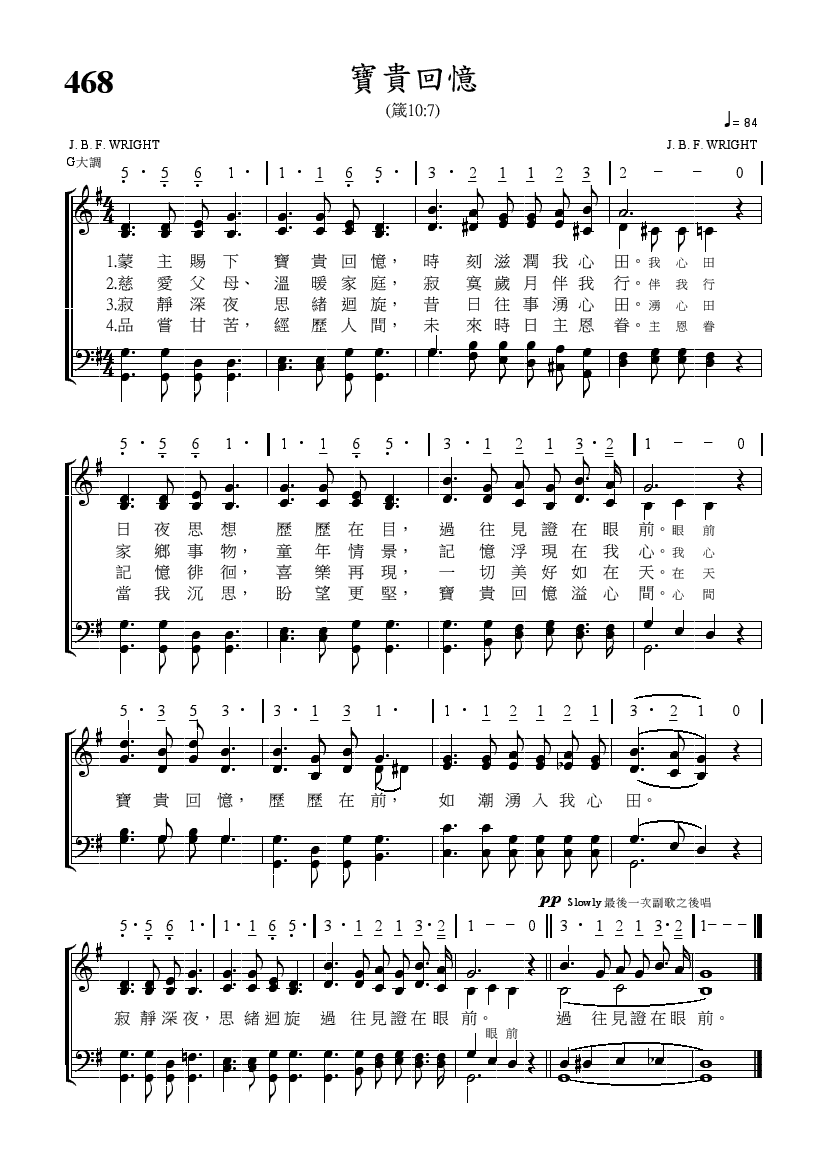 468
寶貴回憶
(箴10:7)
♩= 84
J. B. F. WRIGHT
J. B. F. WRIGHT
G大調
5· 5 6 1· | 1· 1 6 5· | 3· 2 1 1 2 3 | 2 – – 0 |
1.蒙主賜下 寶貴回憶，時刻滋潤我心田。我心田
2.慈愛父母、溫暖家庭，寂寞歲月伴我行。伴我行
3.寂靜深夜 思緒迴旋，昔日往事湧心田。湧心田
4.品嘗甘苦，經歷人間，未來時日主恩眷。主恩眷
5· 5 6 1· | 1· 1 6 5· | 3· 1 2 1 3·2 | 1 – – 0 |
日夜思想 歷歷在目，過往見證在眼前。眼前
家鄉事物，童年情景，記憶浮現在我心。我心
記憶徘徊，喜樂再現，一切美好如在天。在天
當我沉思，盼望更堅，寶貴回憶溢心間。心間
5· 3 5 3· | 3· 1 3 1· | 1· 1 2 1 2 1 | 3· 2 1 0 |
寶貴回憶，歷歷在前，如潮湧入我心田。
pp Slowly 最後一次副歌之後唱
5· 5 6 1· | 1· 1 6 5· | 3· 1 2 1 3·2 | 1 – – 0 || 3· 1 2 1 3·2 | 1 – – – ||
寂靜深夜，思緒迴旋 過往見證在眼前。 過往見證在眼前。
眼前